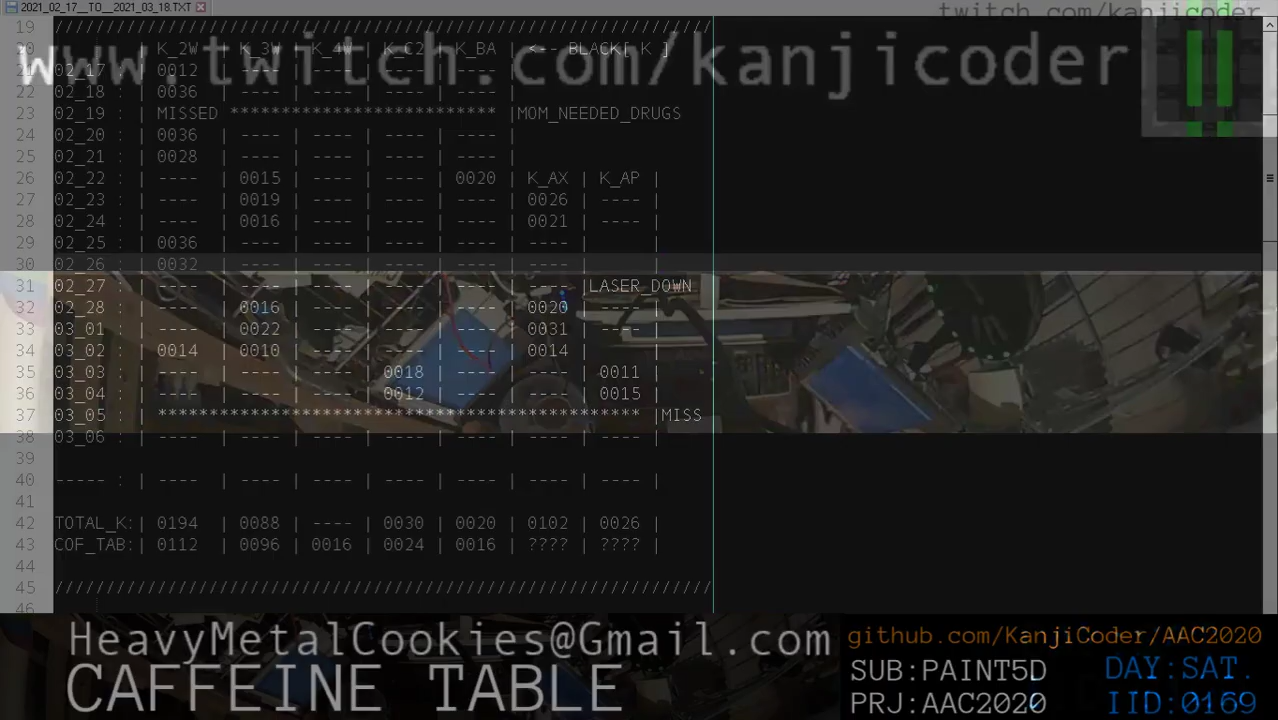 2021_02_17__TO__2021_03_18.TXT
twitch.com/kanjicoder
www.twitch.com/kanjicoder
19 ////////////////////////////////////////////////////////////////
20 | K_2W | K_3W | K_4W | K_C2 | K_BA | <-- BLACK[ K ]
21 02_17 : | 0012 | ---- | ---- | ---- | ---- |
22 02_18 : | 0036 | ---- | ---- | ---- | ---- |
23 02_19 : | MISSED ************************** |MOM_NEEDED_DRUGS
24 02_20 : | 0036 | ---- | ---- | ---- | ---- |
25 02_21 : | 0028 | ---- | ---- | ---- | ---- |
26 02_22 : | ---- | 0015 | ---- | ---- | 0020 | K_AX | K_AP |
27 02_23 : | ---- | 0019 | ---- | ---- | ---- | 0026 | ---- |
28 02_24 : | ---- | 0016 | ---- | ---- | ---- | 0021 | ---- |
29 02_25 : | 0036 | ---- | ---- | ---- | ---- | ---- | |
30 02_26 : | 0032 | ---- | ---- | ---- | ---- | ---- | |
31 02_27 : | ---- | ---- | ---- | ---- | ---- | ---- |LASER_DOWN
32 02_28 : | ---- | 0016 | ---- | ---- | ---- | 0020 | ---- |
33 03_01 : | ---- | 0022 | ---- | ---- | ---- | 0031 | ---- |
34 03_02 : | 0014 | 0010 | ---- | ---- | ---- | 0014 | |
35 03_03 : | ---- | ---- | ---- | 0018 | ---- | ---- | 0011 |
36 03_04 : | ---- | ---- | ---- | 0012 | ---- | ---- | 0015 |
37 03_05 : | *********************************************** |MISS
38 03_06 : | ---- | ---- | ---- | ---- | ---- | ---- | ---- |
39
40 ----- : | ---- | ---- | ---- | ---- | ---- | ---- | ---- |
41
42 TOTAL_K:| 0194 | 0088 | ---- | 0030 | 0020 | 0102 | 0026 |
43 COF_TAB:| 0112 | 0096 | 0016 | 0024 | 0016 | ???? | ???? |
44
45 ////////////////////////////////////////////////////////////////
46
HeavyMetalCookies@Gmail.com
CAFFEINE TABLE
github.com/KanjiCoder/AAC2020
SUB:PAINT5D DAY:SAT.
PRJ:AAC2020 IID:0169